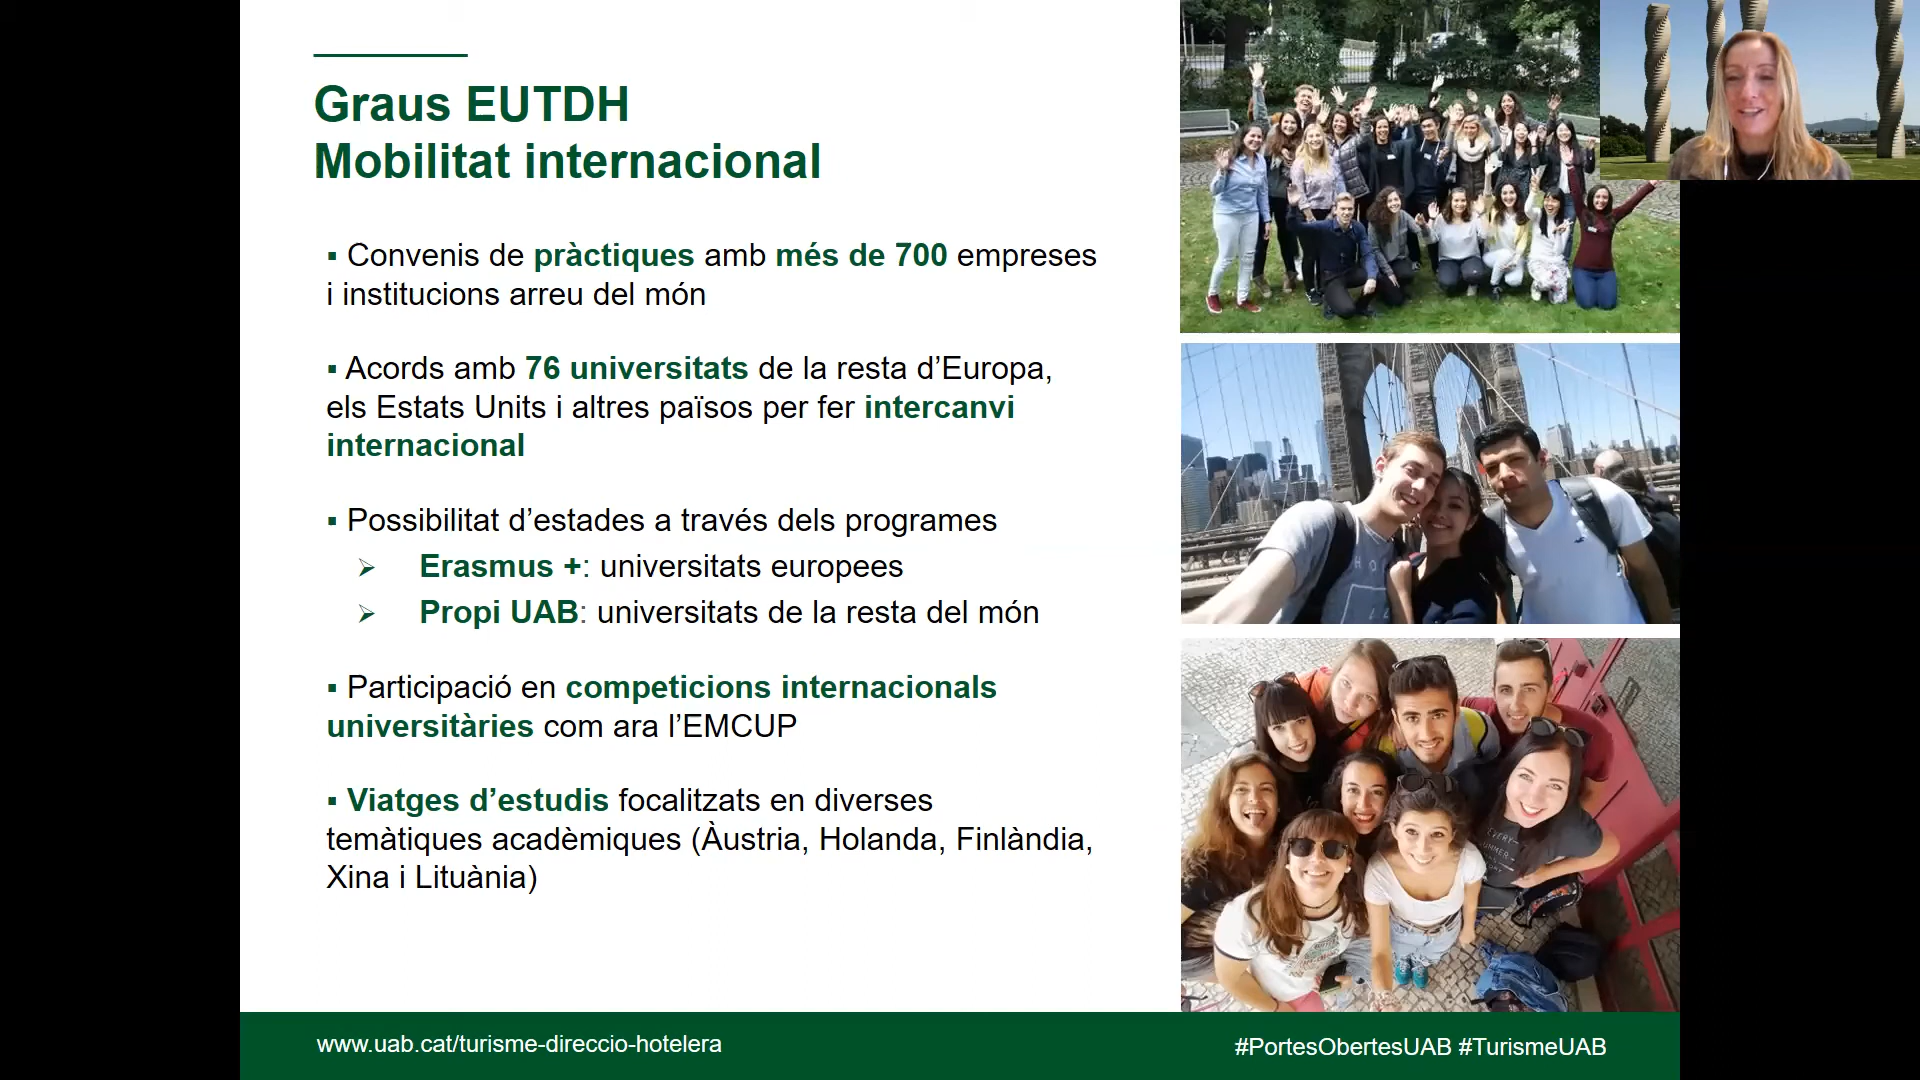 Graus EUTDH
Mobilitat internacional
▪ Convenis de pràctiques amb més de 700 empreses
i institucions arreu del món
▪ Acords amb 76 universitats de la resta d’Europa,
els Estats Units i altres països per fer intercanvi
internacional
▪ Possibilitat d’estades a través dels programes
➢ Erasmus +: universitats europees
➢ Propi UAB: universitats de la resta del món
▪ Participació en competicions internacionals
universitàries com ara l’EMCUP
▪ Viatges d’estudis focalitzats en diverses
temàtiques acadèmiques (Àustria, Holanda, Finlàndia,
Xina i Lituània)
www.uab.cat/turisme-direccio-hotelera
#PortesObertesUAB #TurismeUAB